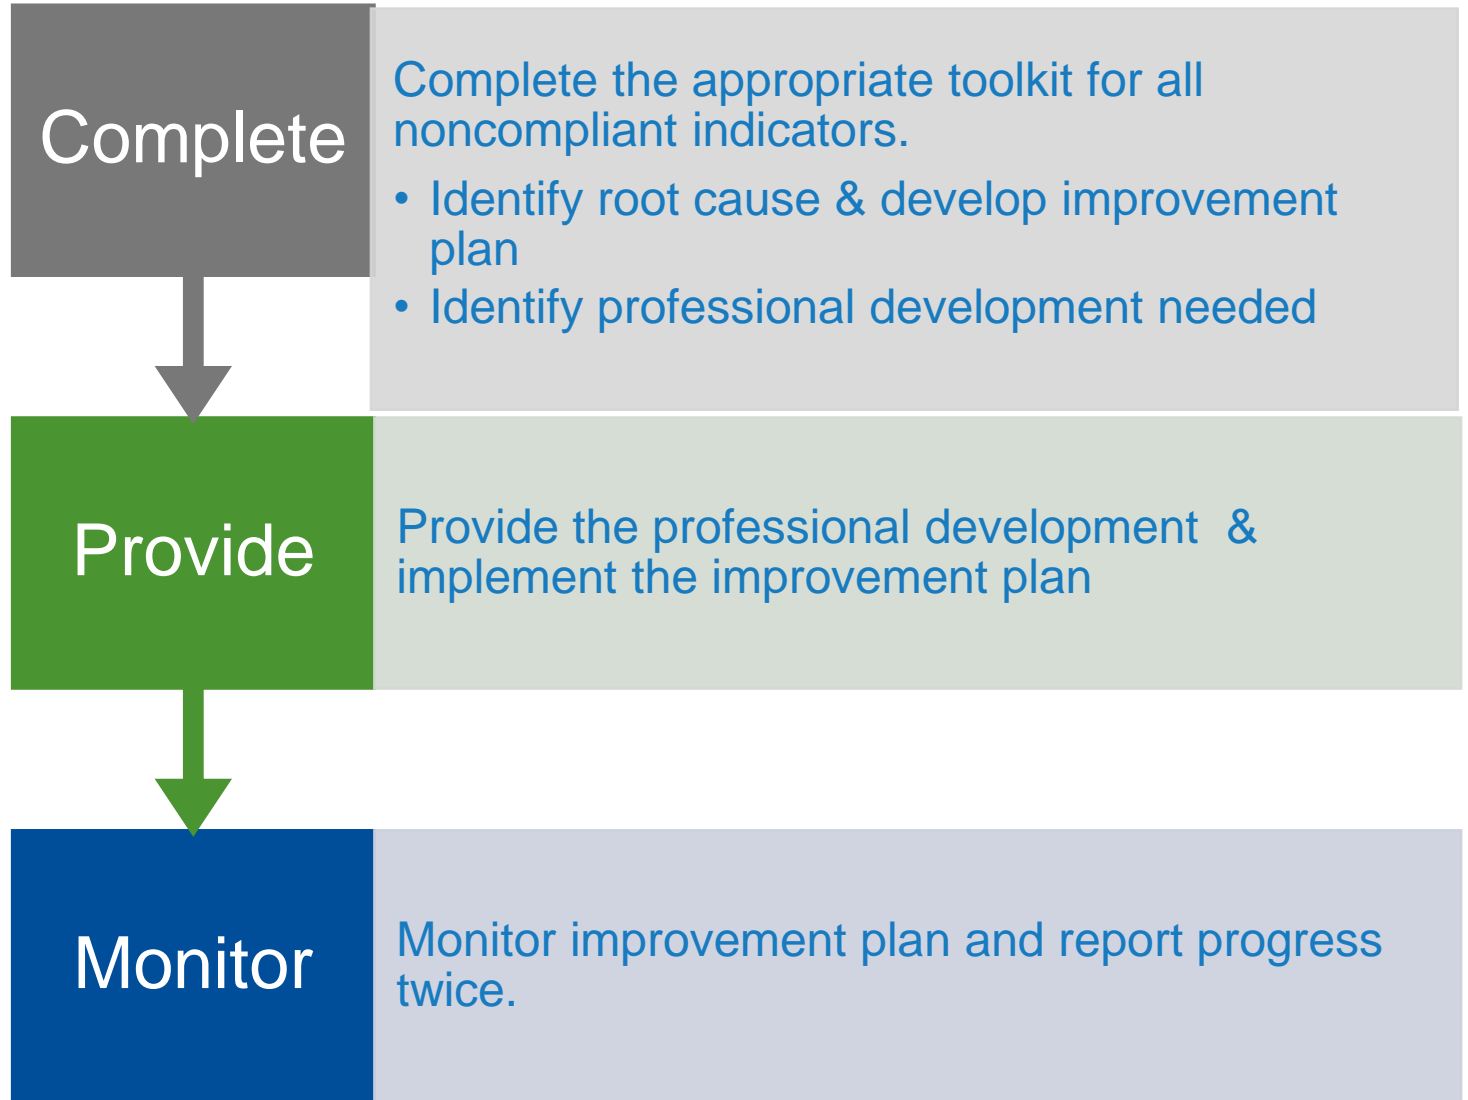 Complete
Complete the appropriate toolkit for all
noncompliant indicators.
• Identify root cause & develop improvement
plan
• Identify professional development needed
Provide
Provide the professional development  &
implement the improvement plan
Monitor
Monitor improvement plan and report progress
twice.